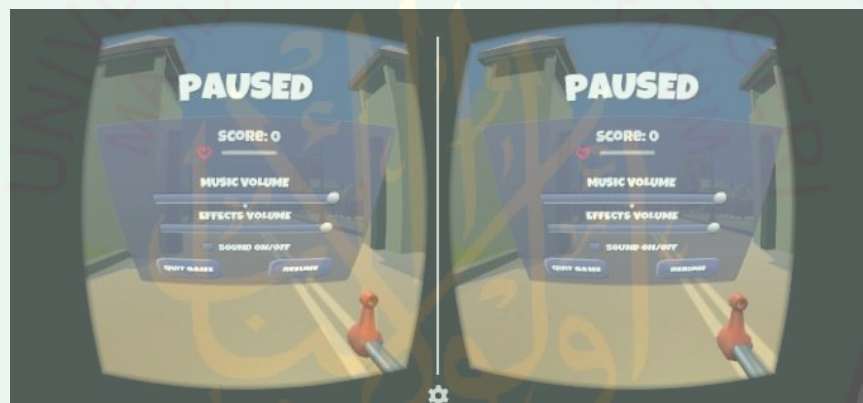 PAUSED
SCORE: 0
MUSIC VOLUME
EFFECTS VOLUME
SOUND ON/OFF
QUIT GAME
RESUME
PAUSED
SCORE: 0
MUSIC VOLUME
EFFECTS VOLUME
SOUND ON/OFF
QUIT GAME
RESUME